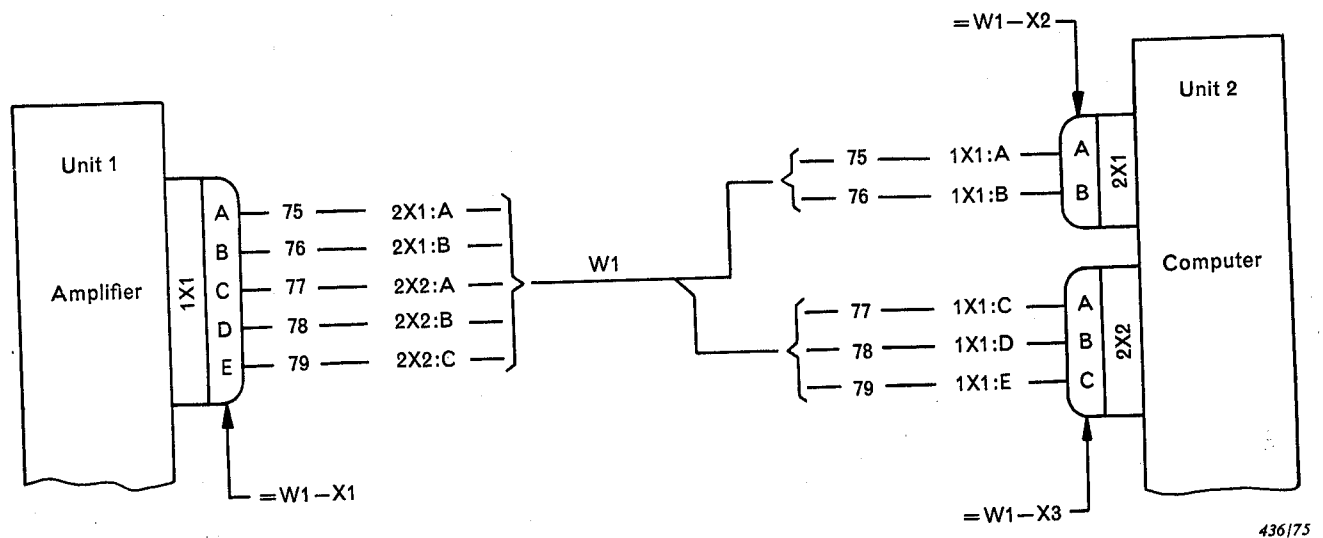 =W1-X2
Unit 1
Amplifier
1X1
A 75 2X1:A
B 76 2X1:B
C 77 2X2:A
D 78 2X2:B
E 79 2X2:C
=W1-X1
W1
75 1X1:A A
76 1X1:B B
2X1
77 1X1:C A
78 1X1:D B
79 1X1:E C
2X2
Unit 2
Computer
=W1-X3
436/75